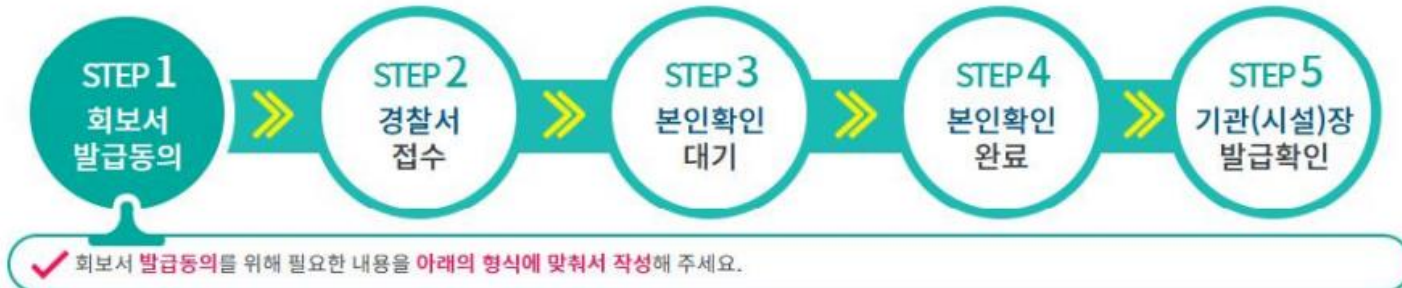 STEP 1
회보서
발급동의
STEP 2
경찰서
접수
STEP 3
본인확인
대기
STEP 4
본인확인
완료
STEP 5
기관(시설)장
발급확인
회보서 발급동의를 위해 필요한 내용을 아래의 형식에 맞춰서 작성해 주세요.